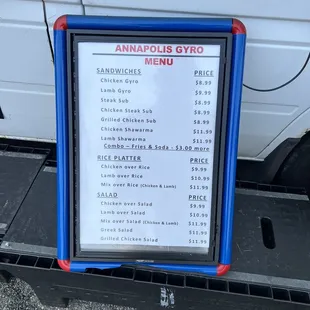 ANNAPOLIS GYRO
MENU
SANDWICHES PRICE
Chicken Gyro $8.99
Lamb Gyro $9.99
Steak Sub $8.99
Chicken Steak Sub $8.99
Grilled Chicken Sub $8.99
Chicken Shawarma $11.99
Lamb Shawarma $11.99
Combo – Fries & Soda - $3.00 more
RICE PLATTER PRICE
Chicken over Rice $9.99
Lamb over Rice $10.99
Mix over Rice (Chicken & Lamb) $11.99
SALAD PRICE
Chicken over Salad $9.99
Lamb over Salad $10.99
Mix over Salad (Chicken & Lamb) $11.99
Salad $11.99
Grilled Chicken Salad $11.99